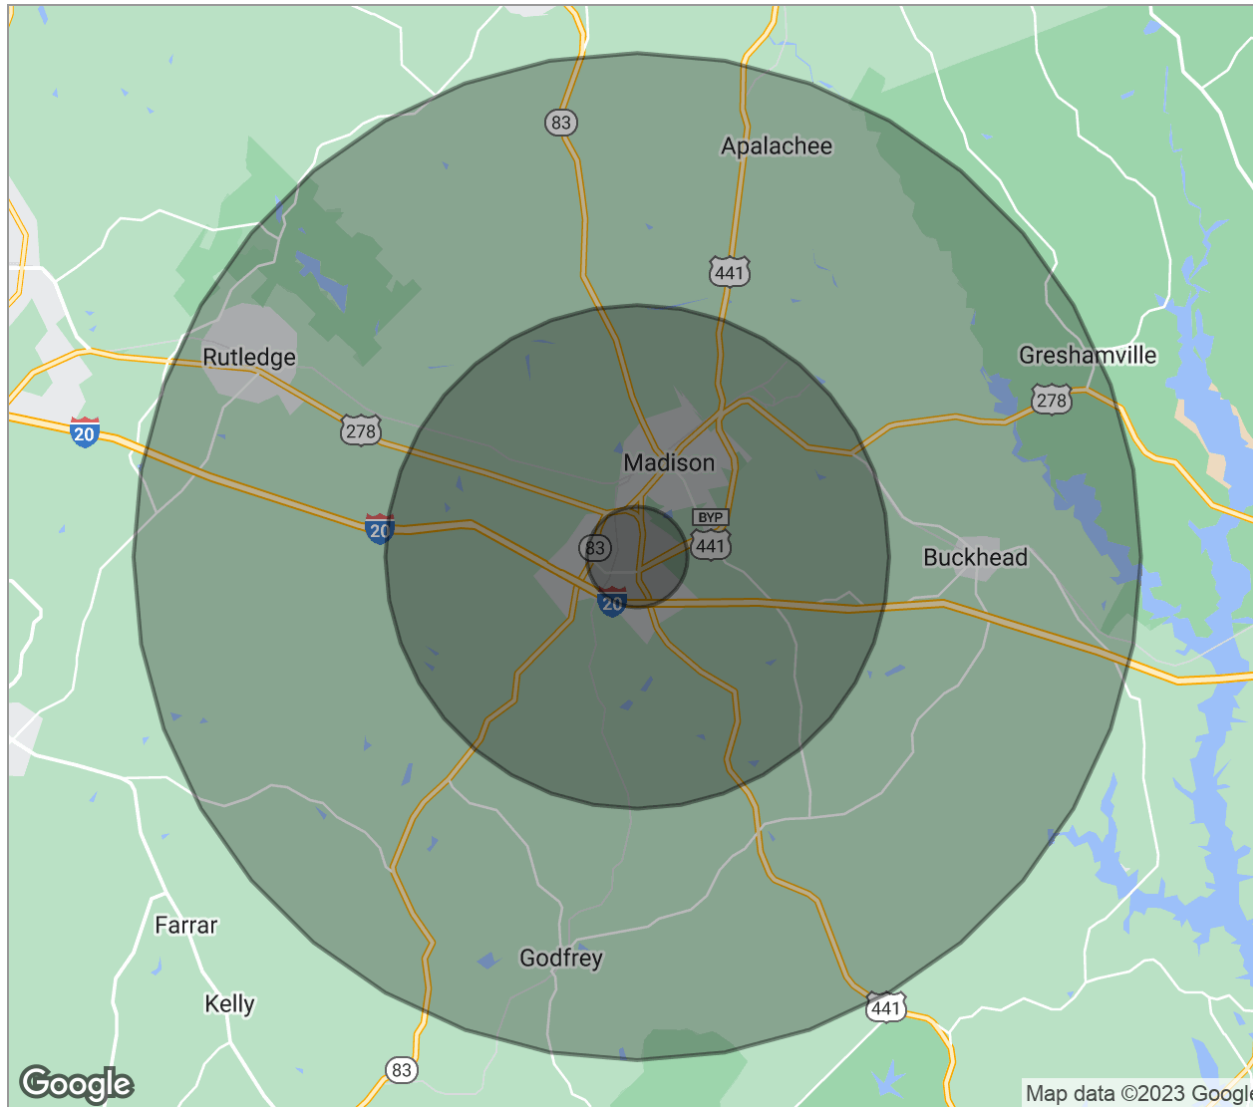 83
Apalachee
441
Rutledge
Greshamville
278
20
278
Madison
20
83
BYP
441
Buckhead
20
Farrar
Godfrey
Kelly
441
83
Google
Map data ©2023 Google